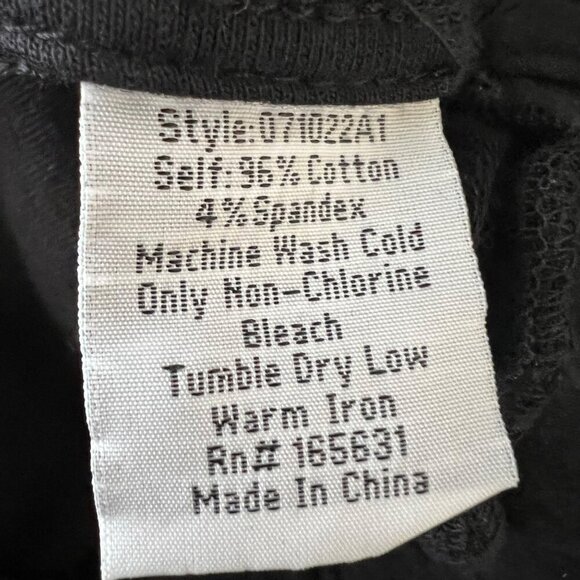 Style:071022A1
Self:96% Cotton
4%Spandex
Machine Wash Cold
Only Non-Chlorine
Bleach
Tumble Dry Low
Warm Iron
Rn# 165631
Made In China